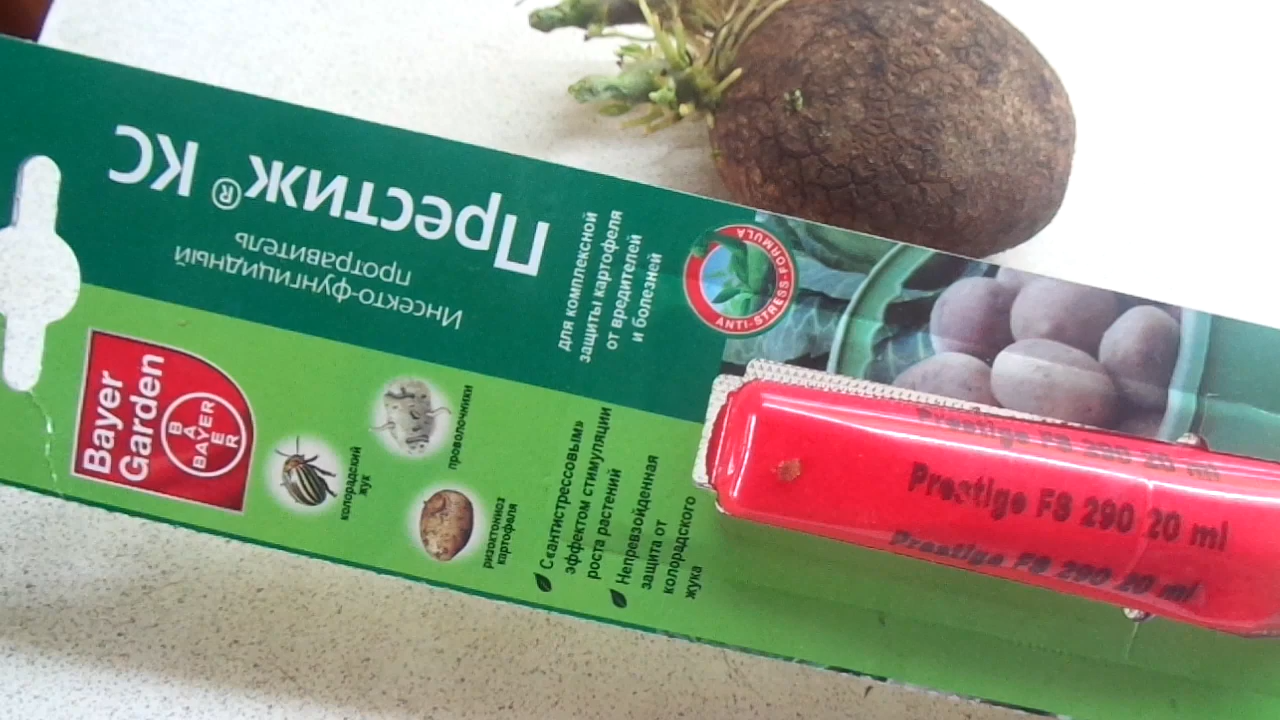 Престиж® КС
Инсекто-фунгицидный
протравитель
для комплексной
защиты картофеля
от вредителей
и болезней
ANTI-STRESS-FORMULA
Bayer
Garden
BAYER
BAYER
колорадский
жук
проволочники
ризоктониоз
картофеля
С «антистрессовым»
эффектом стимуляции
роста растений
Непревзойденная
защита от
колорадского
жука
Prestige FS 290 20 ml
Prestige FS 290 20 ml
Prestige FS 290 20 ml